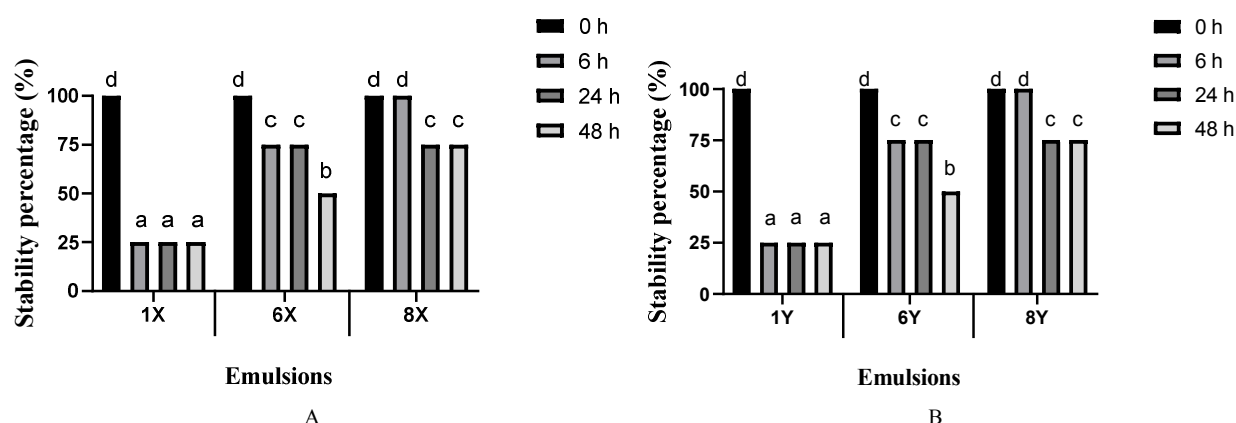 0 h
6 h
24 h
48 h
Stability percentage (%)
100
75
50
25
0
d
a a a
d
c c
b
d d
c c
1X 6X 8X
Emulsions
A
0 h
6 h
24 h
48 h
Stability percentage (%)
100
75
50
25
0
d
a a a
d
c c
b
d d
c c
1Y 6Y 8Y
Emulsions
B